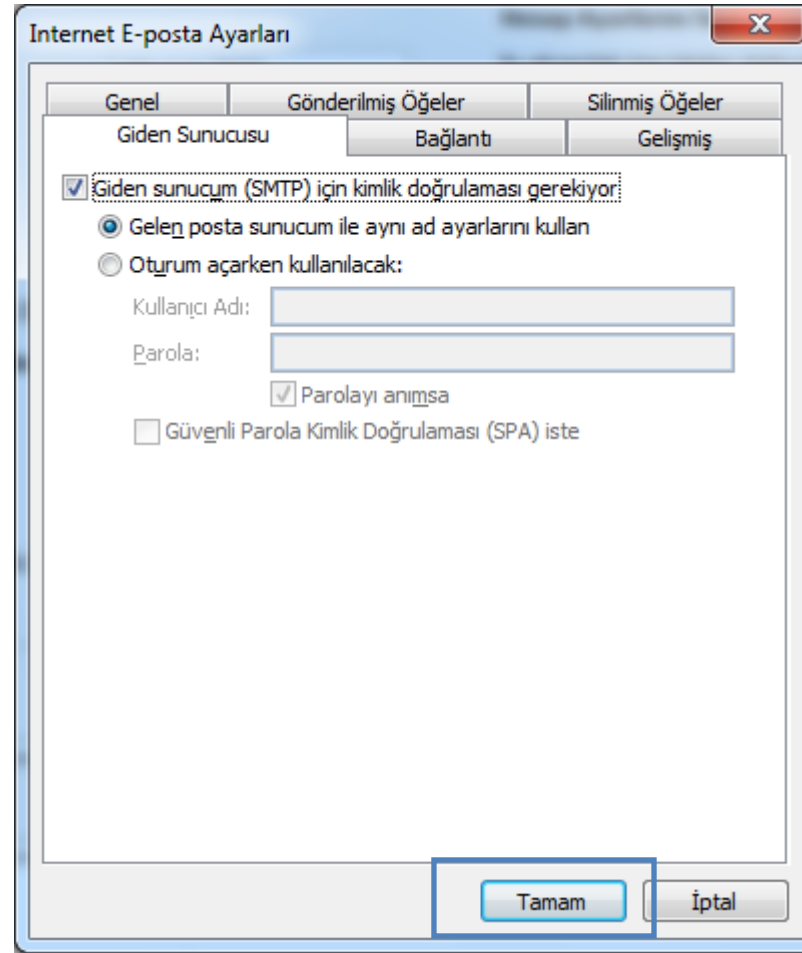 Internet E-posta Ayarları
Genel Gönderilmiş Öğeler Silinmiş Öğeler
Giden Sunucusu Bağlantı Gelişmiş
Giden sunucum (SMTP) için kimlik doğrulaması gerekiyor
Gelen posta sunucum ile aynı ad ayarlarını kullan
Oturum açarken kullanılacak:
Kullanıcı Adı:
Parola:
Parolayı anımsa
Güvenli Parola Kimlik Doğrulaması (SPA) iste
Tamam İptal